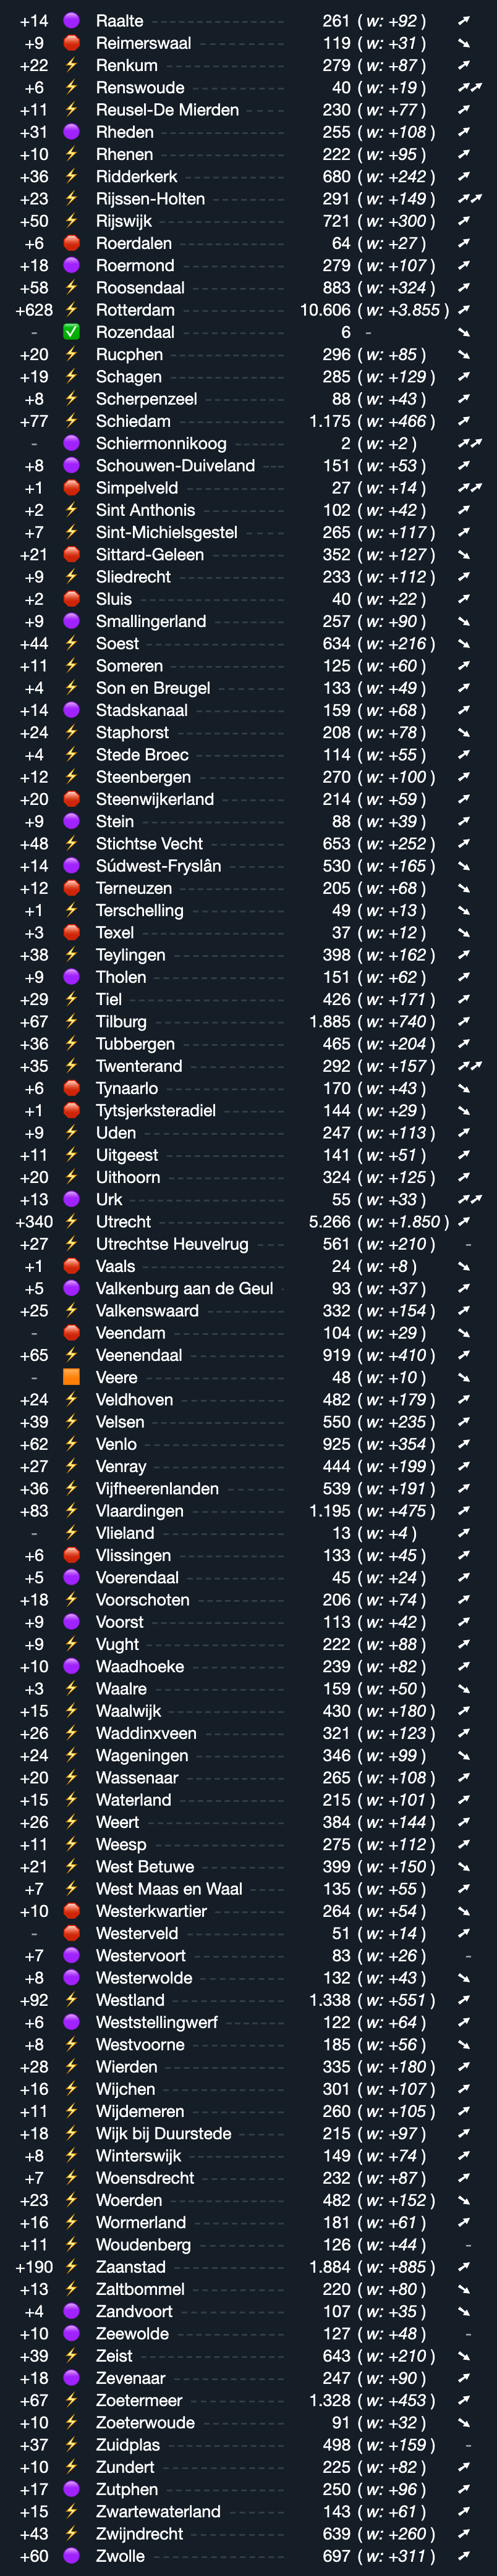 +14 🟣 Raalte 261 ( w: +92 )
+9 🛑 Reimerswaal 119 ( w: +31 )
+22 ⚡ Renkum 279 ( w: +87 )
+6 ⚡ Renswoude 40 ( w: +19 )
+11 ⚡ Reusel-De Mierden 230 ( w: +77 )
+31 🟣 Rheden 255 ( w: +108 )
+10 ⚡ Rhenen 222 ( w: +95 )
+36 ⚡ Ridderkerk 680 ( w: +242 )
+23 ⚡ Rijssen-Holten 291 ( w: +149 )
+50 ⚡ Rijswijk 721 ( w: +300 )
+6 🛑 Roerdalen 64 ( w: +27 )
+18 🟣 Roermond 279 ( w: +107 )
+58 ⚡ Roosendaal 883 ( w: +324 )
+628 ⚡ Rotterdam 10.606 ( w: +3.855 )
- ✅ Rozendaal 6 -
+20 ⚡ Rucphen 296 ( w: +85 )
+19 ⚡ Schagen 285 ( w: +129 )
+8 ⚡ Scherpenzeel 88 ( w: +43 )
+77 ⚡ Schiedam 1.175 ( w: +466 )
- 🟣 Schiermonnikoog 2 ( w: +2 )
+8 🟣 Schouwen-Duiveland 151 ( w: +53 )
+1 🛑 Simpelveld 27 ( w: +14 )
+2 ⚡ Sint Anthonis 102 ( w: +42 )
+7 ⚡ Sint-Michielsgestel 265 ( w: +117 )
+21 🛑 Sittard-Geleen 352 ( w: +127 )
+9 ⚡ Sliedrecht 233 ( w: +112 )
+2 🛑 Sluis 40 ( w: +22 )
+9 🟣 Smallingerland 257 ( w: +90 )
+44 ⚡ Soest 634 ( w: +216 )
+11 ⚡ Someren 125 ( w: +60 )
+4 ⚡ Son en Breugel 133 ( w: +49 )
+14 🟣 Stadskanaal 159 ( w: +68 )
+24 ⚡ Staphorst 208 ( w: +78 )
+4 ⚡ Stede Broec 114 ( w: +55 )
+12 ⚡ Steenbergen 270 ( w: +100 )
+20 🛑 Steenwijkerland 214 ( w: +59 )
+9 🟣 Stein 88 ( w: +39 )
+48 ⚡ Stichtse Vecht 653 ( w: +252 )
+14 🟣 Súdwest-Fryslân 530 ( w: +165 )
+12 🛑 Terneuzen 205 ( w: +68 )
+1 ⚡ Terschelling 49 ( w: +13 )
+3 🛑 Texel 37 ( w: +12 )
+38 ⚡ Teylingen 398 ( w: +162 )
+9 🟣 Tholen 151 ( w: +62 )
+29 ⚡ Tiel 426 ( w: +171 )
+67 ⚡ Tilburg 1.885 ( w: +740 )
+36 ⚡ Tubbergen 465 ( w: +204 )
+35 ⚡ Twenterand 292 ( w: +157 )
+6 🛑 Tynaarlo 170 ( w: +43 )
+1 🛑 Tytsjerksteradiel 144 ( w: +29 )
+9 ⚡ Uden 247 ( w: +113 )
+11 ⚡ Uitgeest 141 ( w: +51 )
+20 ⚡ Uithoorn 324 ( w: +125 )
+13 🟣 Urk 55 ( w: +33 )
+340 ⚡ Utrecht 5.266 ( w: +1.850 )
+27 ⚡ Utrechtse Heuvelrug 561 ( w: +210 ) -
+1 🛑 Vaals 24 ( w: +8 )
+5 🟣 Valkenburg aan de Geul 93 ( w: +37 )
+25 ⚡ Valkenswaard 332 ( w: +154 )
- 🛑 Veendam 104 ( w: +29 )
+65 ⚡ Veenendaal 919 ( w: +410 )
- 🟧 Veere 48 ( w: +10 )
+24 ⚡ Veldhoven 482 ( w: +179 )
+39 ⚡ Velsen 550 ( w: +235 )
+62 ⚡ Venlo 925 ( w: +354 )
+27 ⚡ Venray 444 ( w: +199 )
+36 ⚡ Vijfheerenlanden 539 ( w: +191 )
+83 ⚡ Vlaardingen 1.195 ( w: +475 )
- ⚡ Vlieland 13 ( w: +4 )
+6 🛑 Vlissingen 133 ( w: +45 )
+5 🟣 Voerendaal 45 ( w: +24 )
+18 ⚡ Voorschoten 206 ( w: +74 )
+9 🟣 Voorst 113 ( w: +42 )
+9 ⚡ Vught 222 ( w: +88 )
+10 🟣 Waadhoeke 239 ( w: +82 )
+3 ⚡ Waalre 159 ( w: +50 )
+15 ⚡ Waalwijk 430 ( w: +180 )
+26 ⚡ Waddinxveen 321 ( w: +123 )
+24 ⚡ Wageningen 346 ( w: +99 )
+20 ⚡ Wassenaar 265 ( w: +108 )
+15 ⚡ Waterland 215 ( w: +101 )
+26 ⚡ Weert 384 ( w: +144 )
+11 ⚡ Weesp 275 ( w: +112 )
+21 ⚡ West Betuwe 399 ( w: +150 )
+7 ⚡ West Maas en Waal 135 ( w: +55 )
+10 🛑 Westerkwartier 264 ( w: +54 )
- 🛑 Westerveld 51 ( w: +14 )
+7 🟣 Westervoort 83 ( w: +26 ) -
+8 🟣 Westerwolde 132 ( w: +43 )
+92 ⚡ Westland 1.338 ( w: +551 )
+6 🟣 Weststellingwerf 122 ( w: +64 )
+8 ⚡ Westvoorne 185 ( w: +56 )
+28 ⚡ Wierden 335 ( w: +180 )
+16 ⚡ Wijchen 301 ( w: +107 )
+11 ⚡ Wijdemeren 260 ( w: +105 )
+18 ⚡ Wijk bij Duurstede 215 ( w: +97 )
+8 ⚡ Winterswijk 149 ( w: +74 )
+7 ⚡ Woensdrecht 232 ( w: +87 )
+23 ⚡ Woerden 482 ( w: +152 )
+16 ⚡ Wormerland 181 ( w: +61 )
+11 ⚡ Woudenberg 126 ( w: +44 ) -
+190 ⚡ Zaanstad 1.884 ( w: +885 )
+13 ⚡ Zaltbommel 220 ( w: +80 )
+4 🟣 Zandvoort 107 ( w: +35 )
+10 🟣 Zeewolde 127 ( w: +48 ) -
+39 ⚡ Zeist 643 ( w: +210 )
+18 🟣 Zevenaar 247 ( w: +90 )
+67 ⚡ Zoetermeer 1.328 ( w: +453 )
+10 ⚡ Zoeterwoude 91 ( w: +32 )
+37 ⚡ Zuidplas 498 ( w: +159 ) -
+10 ⚡ Zundert 225 ( w: +82 )
+17 🟣 Zutphen 250 ( w: +96 )
+15 ⚡ Zwartewaterland 143 ( w: +61 )
+43 ⚡ Zwijndrecht 639 ( w: +260 )
+60 🟣 Zwolle 697 ( w: +311 )